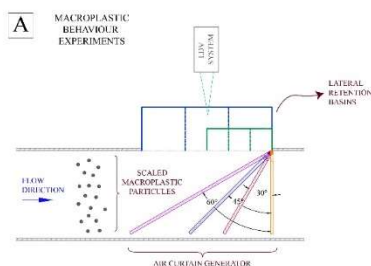 A
MACROPLASTIC
BEHAVIOUR
EXPERIMENTS
LDV
SYSTEM
LATERAL
RETENTION
BASINS
FLOW
DIRECTION
SCALED
MACROPLASTIC
PARTICULES
60°
45°
30°
AIR CURTAIN GENERATOR